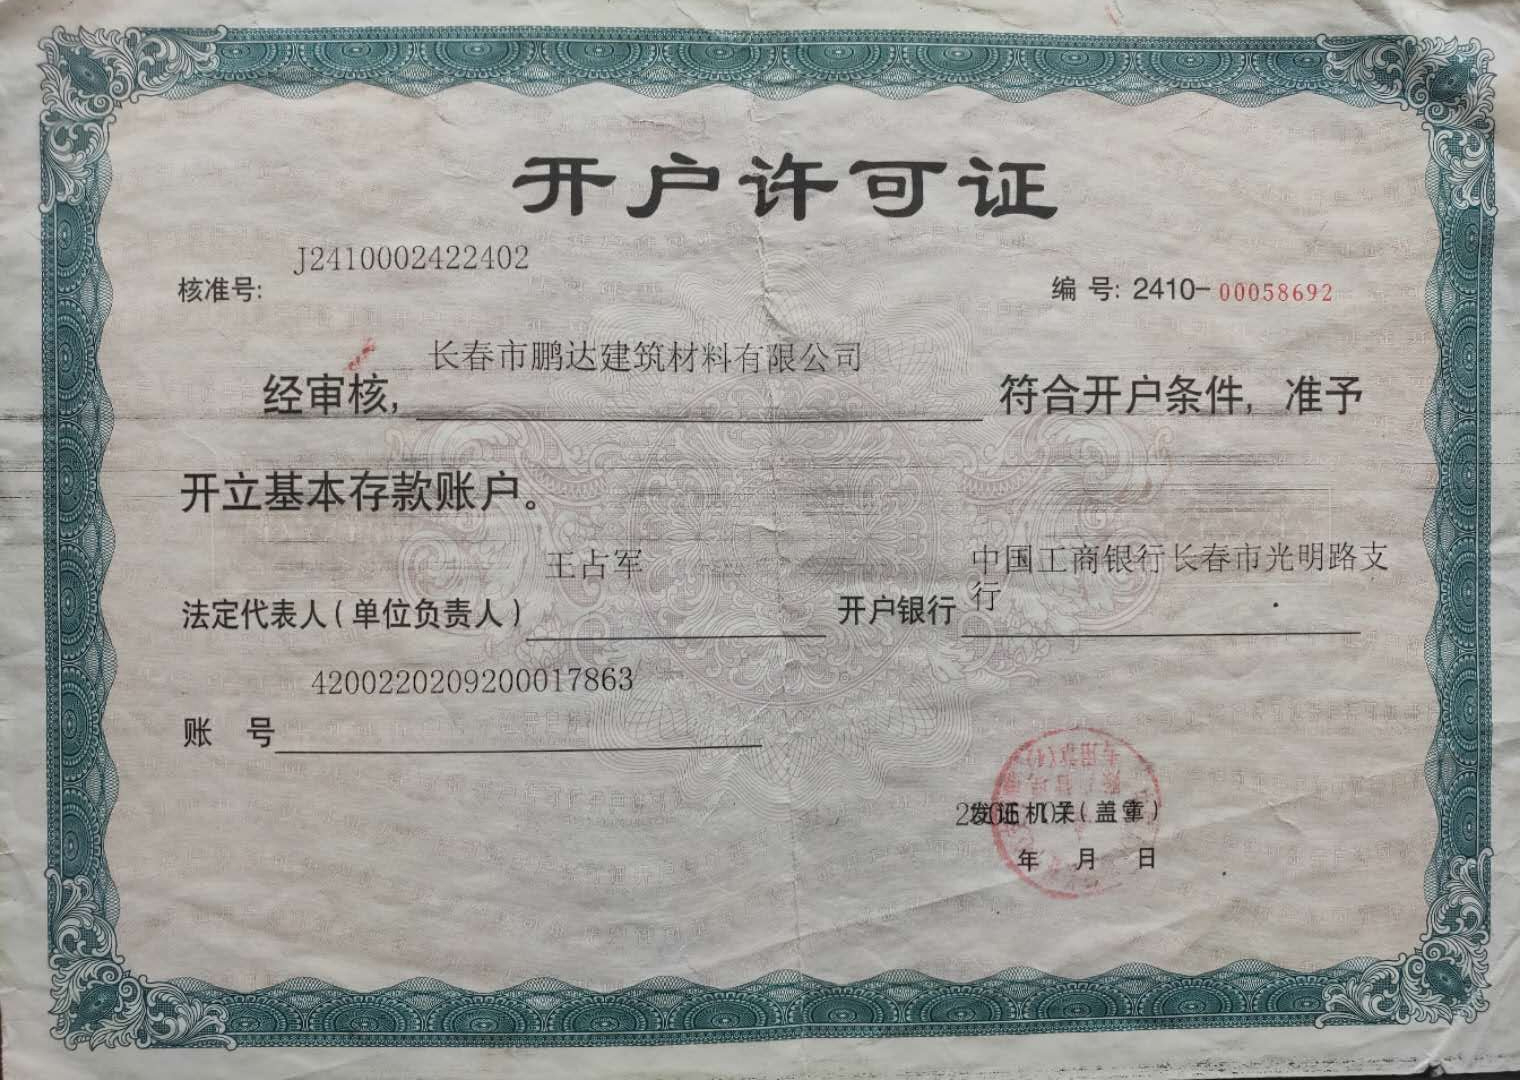 开户许可证
J2410002422402
核准号:
编 号: 2410-00058692
长春市鹏达建筑材料有限公司
经审核, 符合开户条件, 准予
开立基本存款账户。
王占军
中国工商银行长春市光明路支
行
法定代表人(单位负责人) 开户银行
4200220209200017863
账 号
发证机关(盖章)
年 月 日